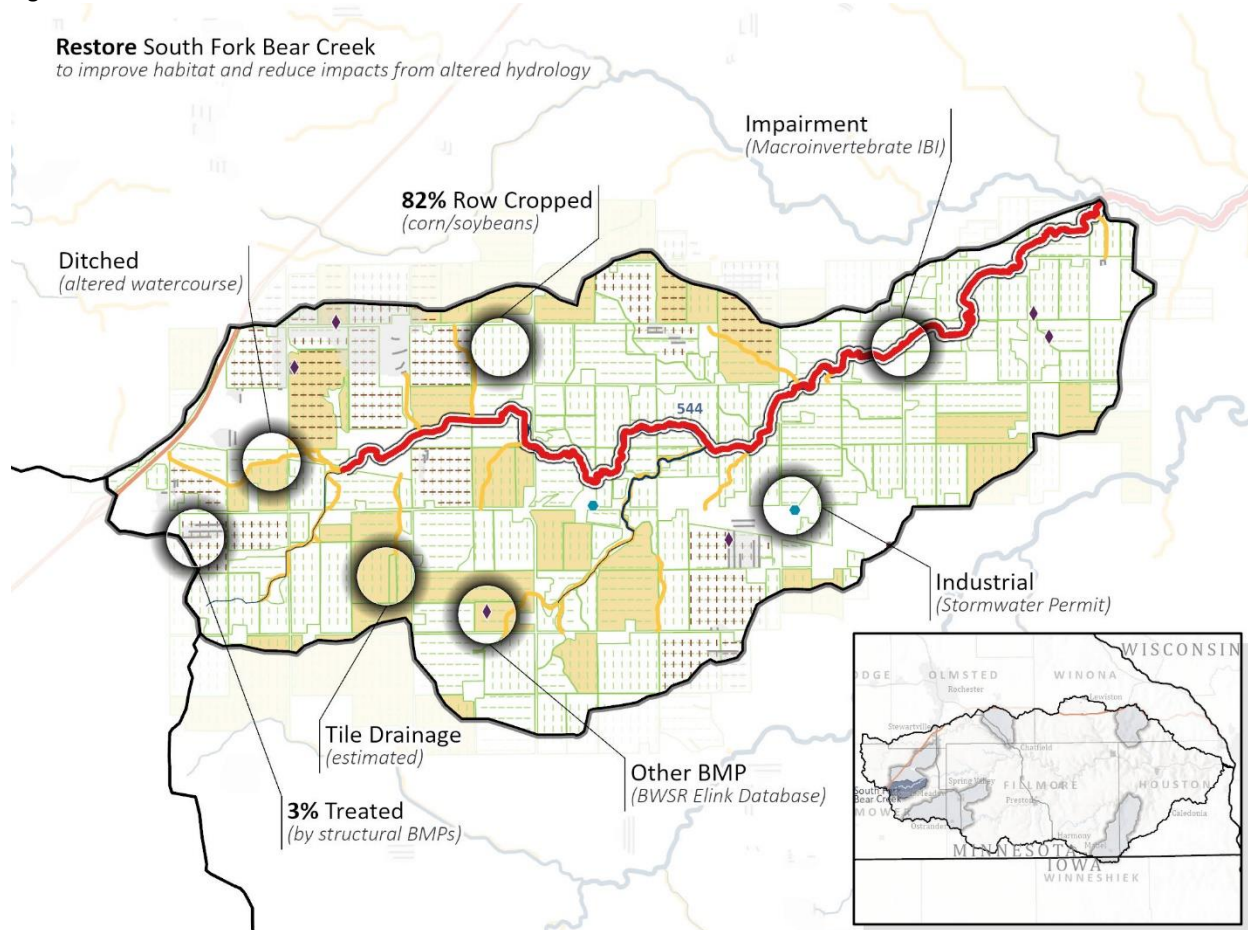 Restore South Fork Bear Creek
to improve habitat and reduce impacts from altered hydrology
Impairment
(Macroinvertebrate IBI)
82% Row Cropped
(corn/soybeans)
Ditched
(altered watercourse)
544
Industrial
(Stormwater Permit)
Tile Drainage
(estimated)
Other BMP
(BWSR Elink Database)
3% Treated
(by structural BMPs)
WISCONSIN
DGE OLMSTED WINONA
Rochester
Lewiston
Stewartville
Chatfield
South Fork
Bear Creek
Spring Valley
FILLMORE
HOUSTON
MOWER
Preston
Ostrander
Harmony
Mabel
Caledonia
MINNESOTA
IOWA
WINNESHIEK